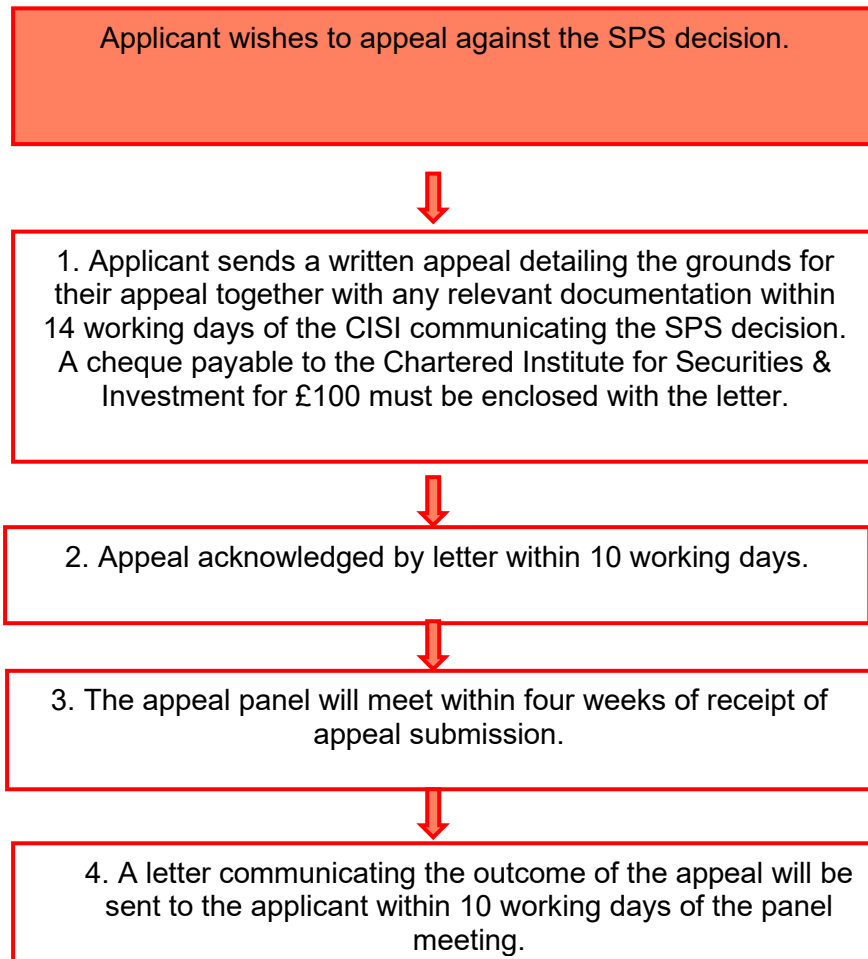 Applicant wishes to appeal against the SPS decision.
1. Applicant sends a written appeal detailing the grounds for
their appeal together with any relevant documentation within
14 working days of the CISI communicating the SPS decision.
A cheque payable to the Chartered Institute for Securities &
Investment for £100 must be enclosed with the letter.
2. Appeal acknowledged by letter within 10 working days.
3. The appeal panel will meet within four weeks of receipt of
appeal submission.
4. A letter communicating the outcome of the appeal will be
sent to the applicant within 10 working days of the panel
meeting.